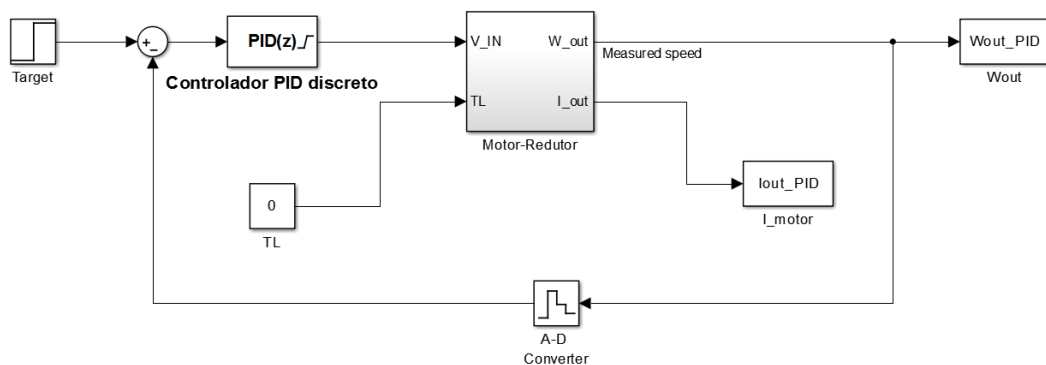 Target
PID(z)
Controlador PID discreto
V_IN
TL
W_out
I_out
Motor-Redutor
Measured speed
Wout_PID
Wout
Iout_PID
I_motor
0
TL
A-D
Converter